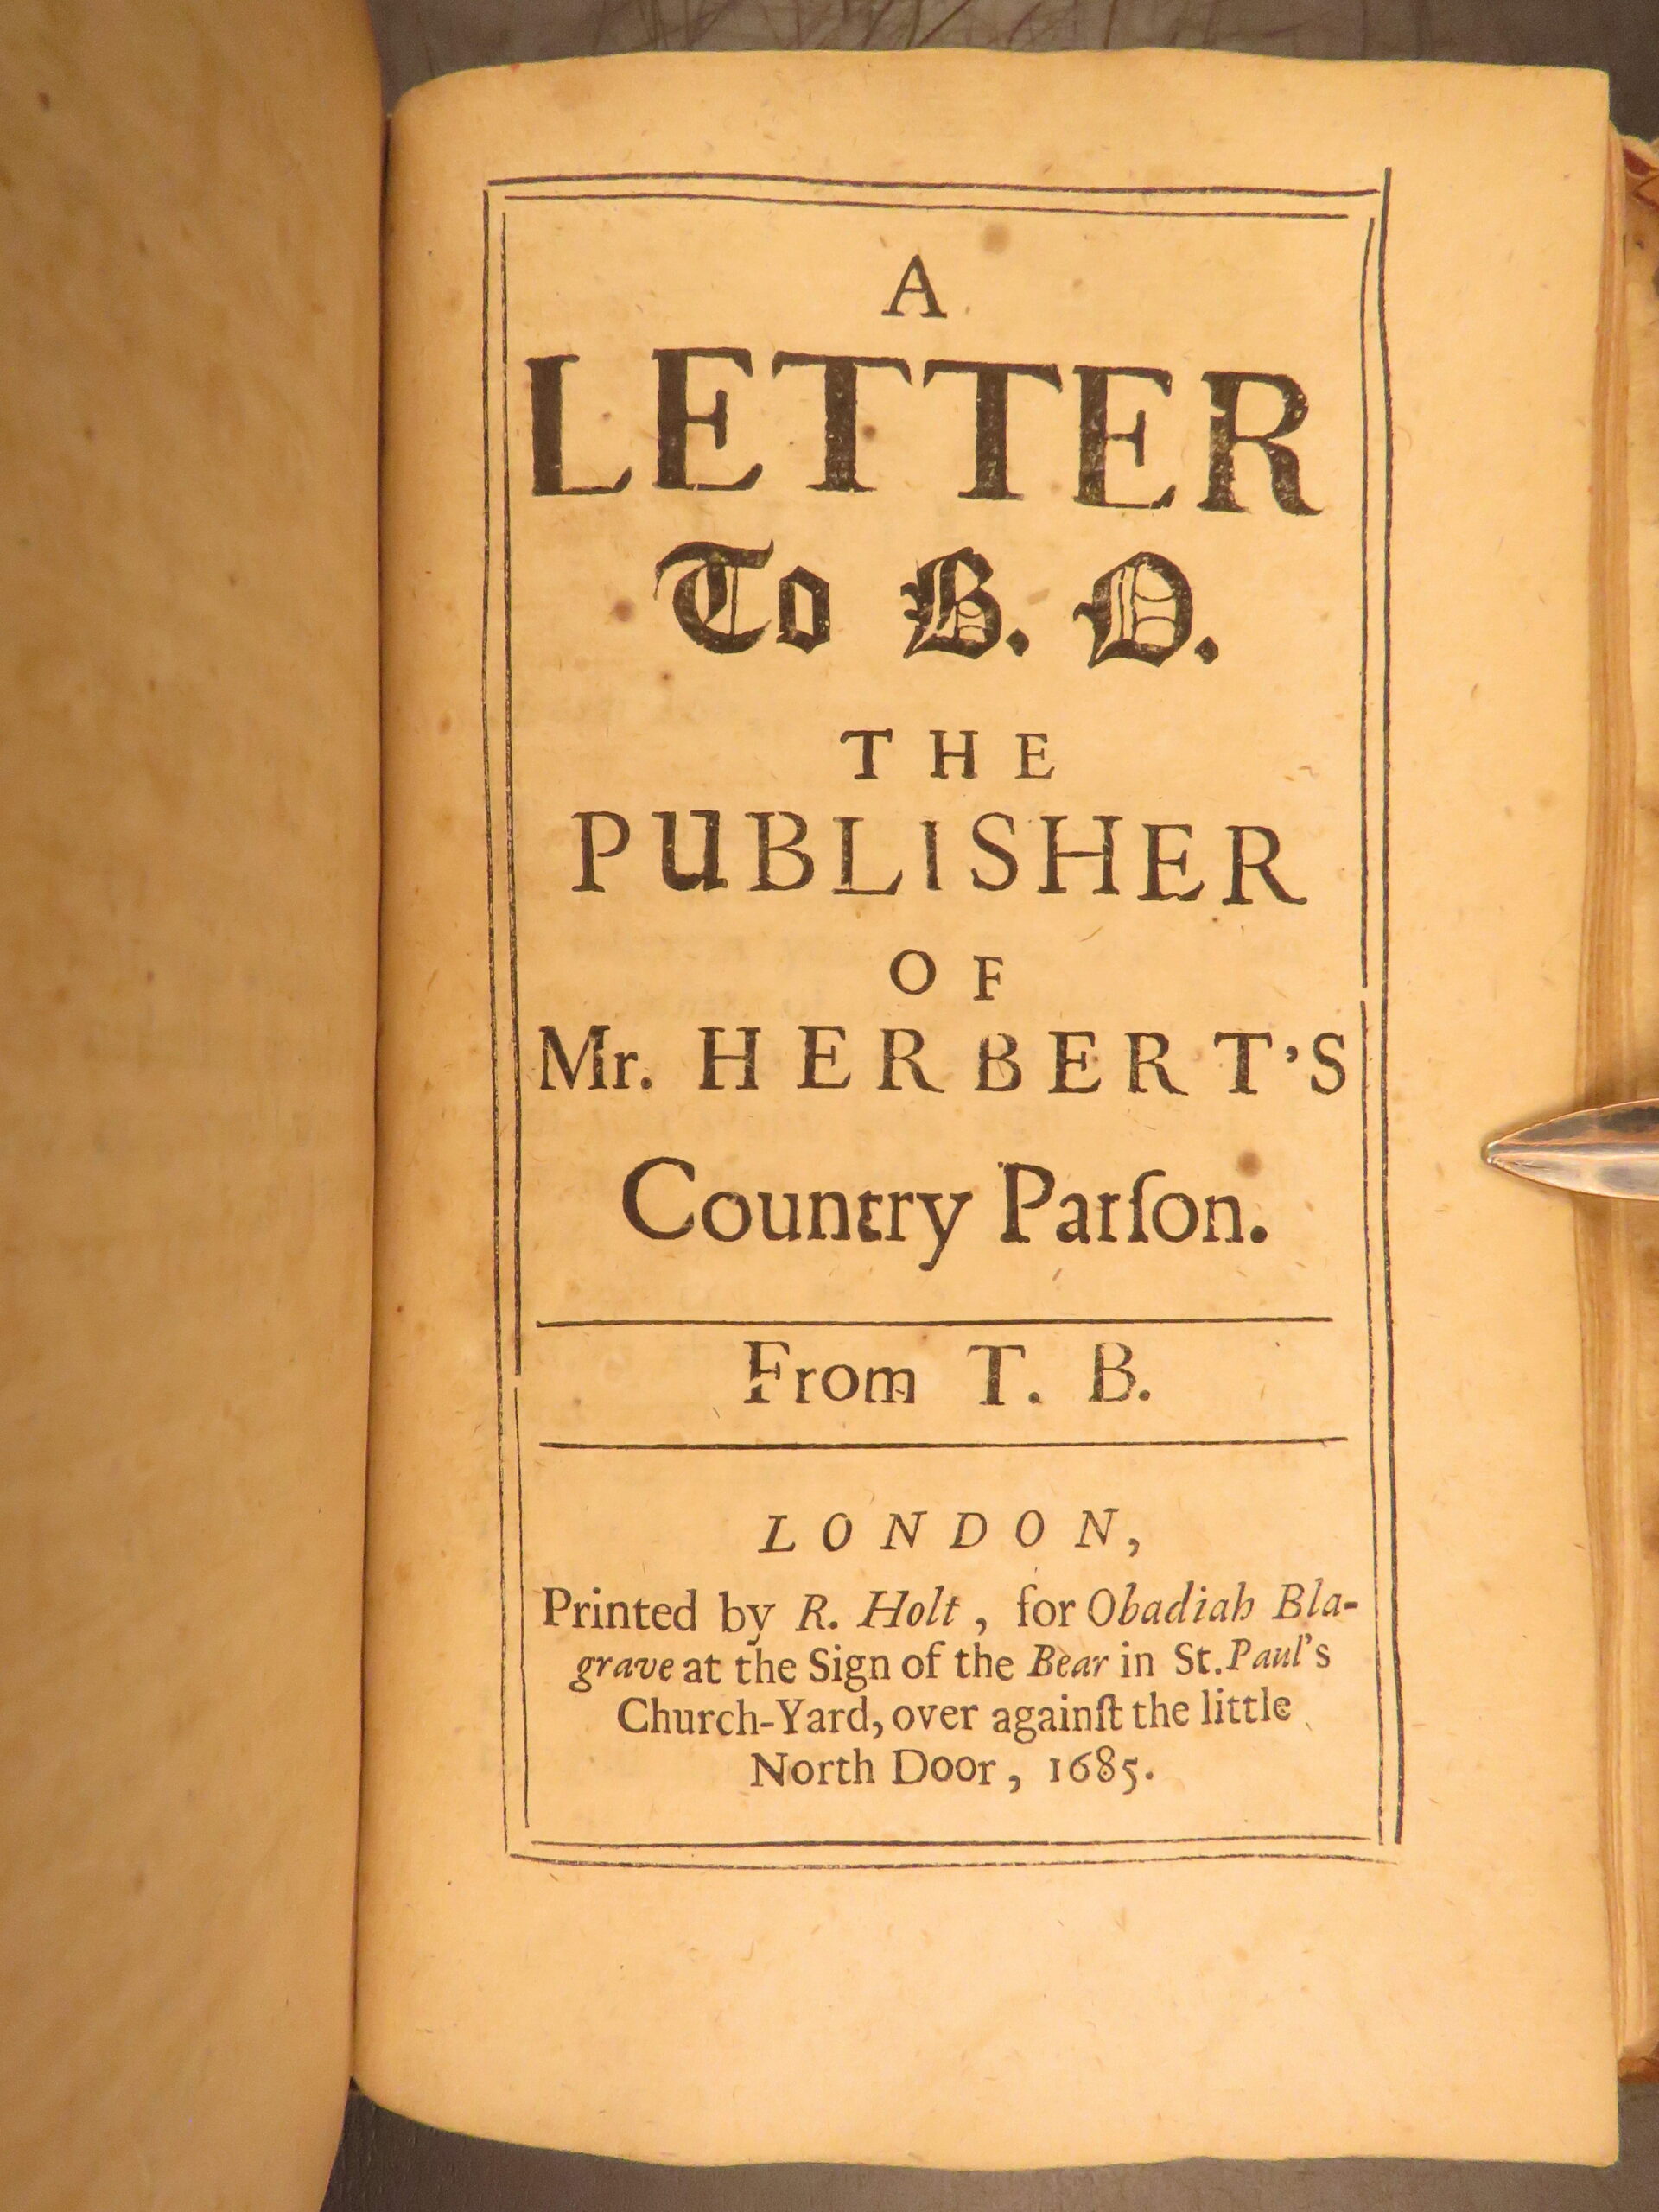 A
LETTER
To B. O.
THE
PUBLISHER
OF
Mr. HERBERT'S
Country Parſon.
From T. B.
LONDON,
Printed by R. Holt, for Obadiah Bla-
grave at the Sign of the Bear in St. Paul's
Church-Yard, over againſt the little
North Door, 1685.